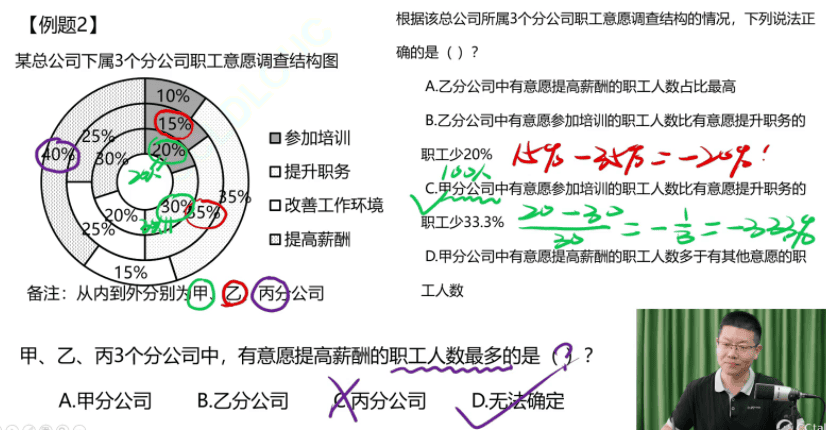 【例题2】
某总公司下属3个分公司职工意愿调查结构图
10%
15%
20%
25%
30%
40%
20%
30%
35%
35%
20%
25%
15%
参加培训
提升职务
改善工作环境
提高薪酬
备注：从内到外分别为甲、乙、丙分公司
根据该总公司所属3个分公司职工意愿调查结构的情况，下列说法正
确的是（ ）？
A.乙分公司中有意愿提高薪酬的职工人数占比最高
B.乙分公司中有意愿参加培训的职工人数比有意愿提升职务的
职工少20%
15%-35%=-20%！
100人
C.甲分公司中有意愿参加培训的职工人数比有意愿提升职务的
职工少33.3%
20-30
30
=-1/3=-33.3%
D.甲分公司中有意愿提高薪酬的职工人数多于有其他意愿的职
工人数
甲、乙、丙3个分公司中，有意愿提高薪酬的职工人数最多的是（ ）？
A.甲分公司
B.乙分公司
C.丙分公司
D.无法确定